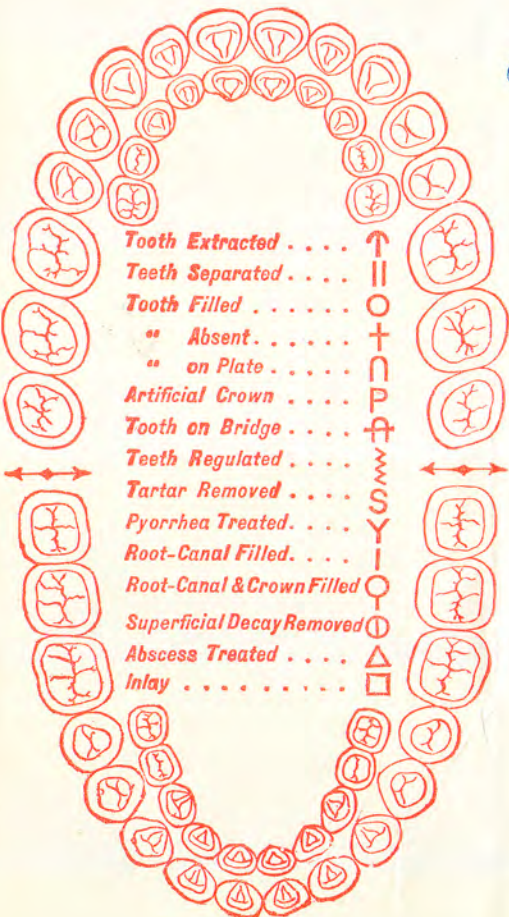 Tooth Extracted . . . . ↑
Teeth Separated . . . . ||
Tooth Filled . . . . . . O
" Absent . . . . . +
" on Plate . . . . . ∩
Artificial Crown . . . . P
Tooth on Bridge . . . .
Teeth Regulated . . . .
Tartar Removed . . . . S
Pyorrhea Treated. . . . Y
Root-Canal Filled. . . . |
Root-Canal & Crown Filled
Superficial Decay Removed
Abscess Treated . . . . △
Inlay . . . . . . . . . . □